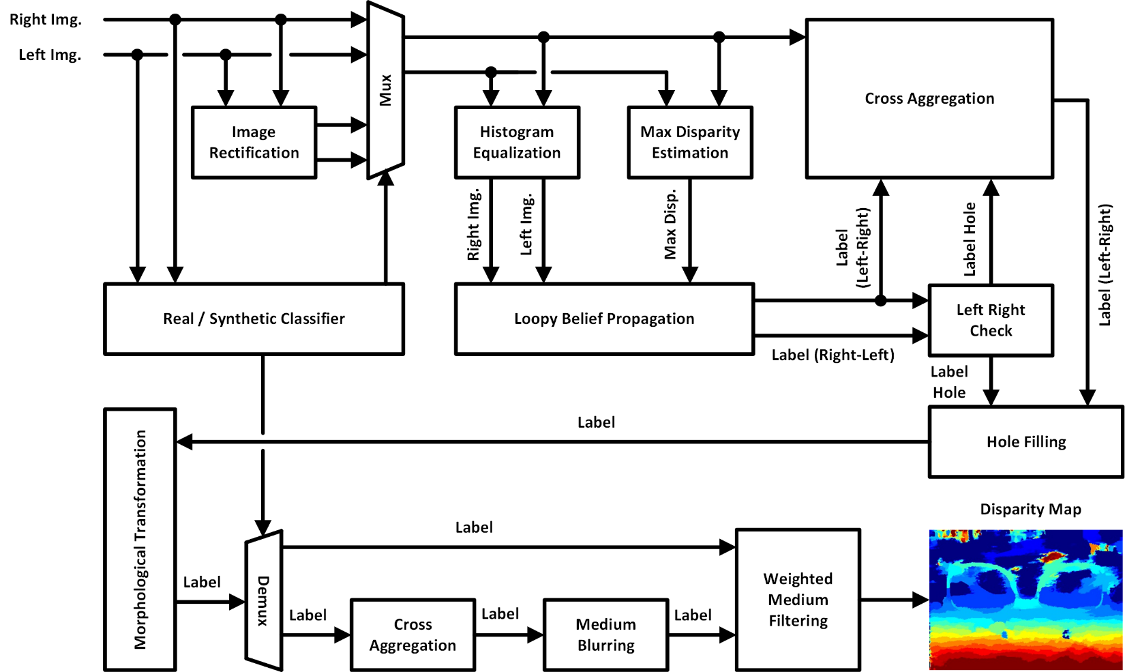 Right Img.
Left Img.
Mux
Cross Aggregation
Image
Rectification
Histogram
Equalization
Max Disparity
Estimation
Right Img.
Left Img.
Max Disp.
Label
(Left-Right)
Label Hole
Label (Left-Right)
Real / Synthetic Classifier
Loopy Belief Propagation
Left Right
Check
Label (Right-Left)
Label
Hole
Label
Hole Filling
Morphological Transformation
Disparity Map
Label
Label
Demux
Label
Cross
Aggregation
Label
Medium
Blurring
Label
Weighted
Medium
Filtering